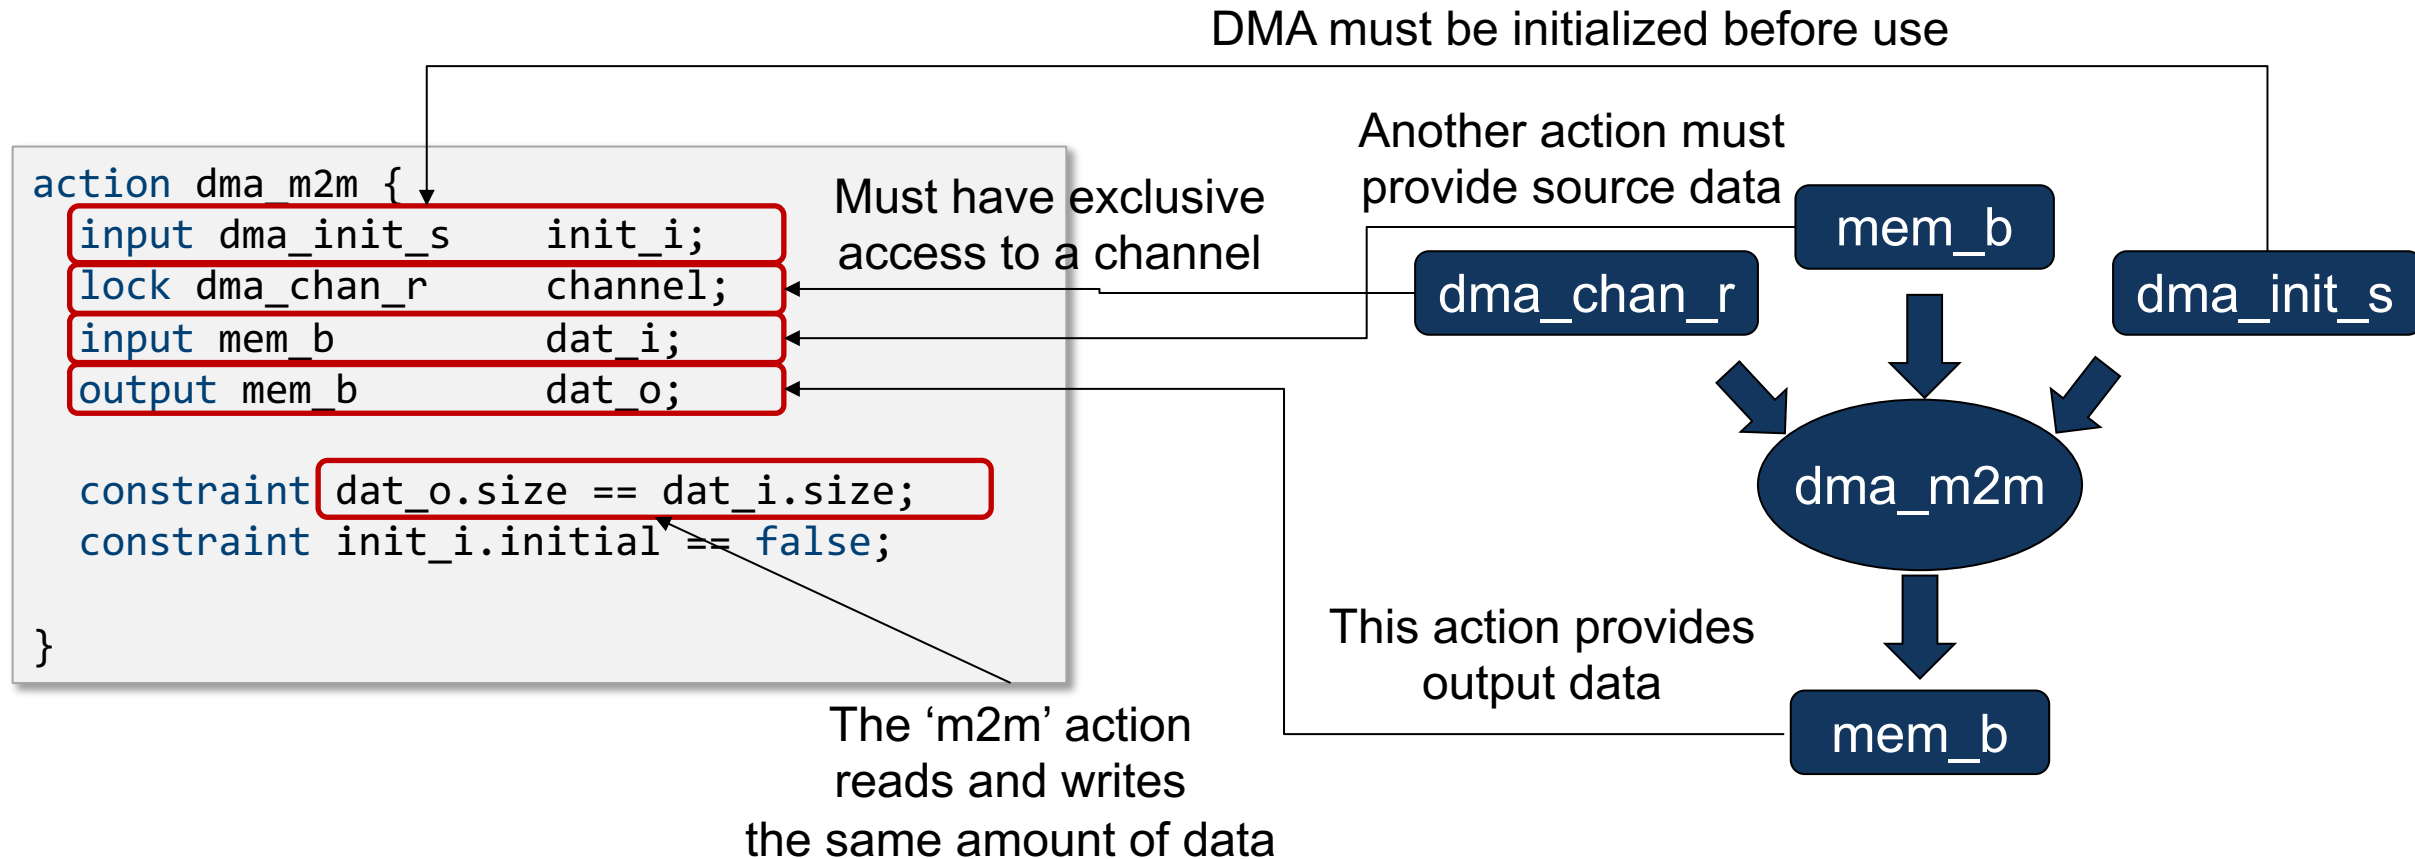 DMA must be initialized before use
Another action must
provide source data
Must have exclusive
access to a channel
action dma_m2m {
input dma_init_s init_i;
lock dma_chan_r channel;
input mem_b dat_i;
output mem_b dat_o;
constraint dat_o.size == dat_i.size;
constraint init_i.initial == false;
}
mem_b
dma_chan_r
dma_init_s
dma_m2m
This action provides
output data
mem_b
The ‘m2m’ action
reads and writes
the same amount of data